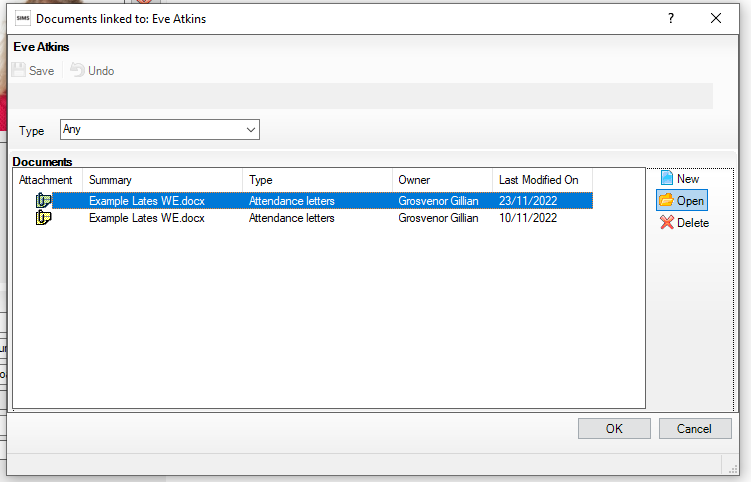 SIMS Documents linked to: Eve Atkins ? ×
Eve Atkins
Save Undo
Type Any
Documents
Attachment Summary Type Owner Last Modified On
Example Lates WE.docx Attendance letters Grosvenor Gillian 23/11/2022
Example Lates WE.docx Attendance letters Grosvenor Gillian 10/11/2022
New
Open
Delete
OK Cancel